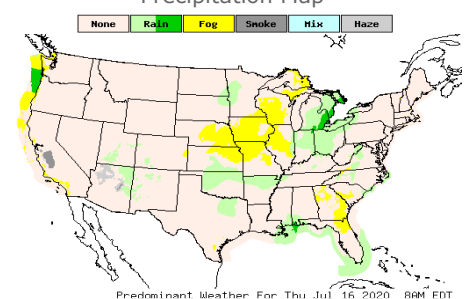 Precipitation Map
None Rain Fog Smoke Mix Haze
Predominant Weather For Thu Jul 16 2020 8AM EDT